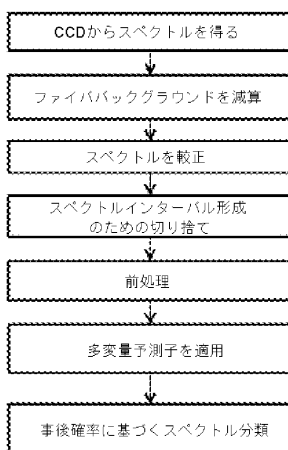 CCDからスペクトルを得る
ファイババックグラウンドを減算
スペクトルを較正
スペクトルインターバル形成
のための切り捨て
前処理
多変量予測子を適用
事後確率に基づくスペクトル分類